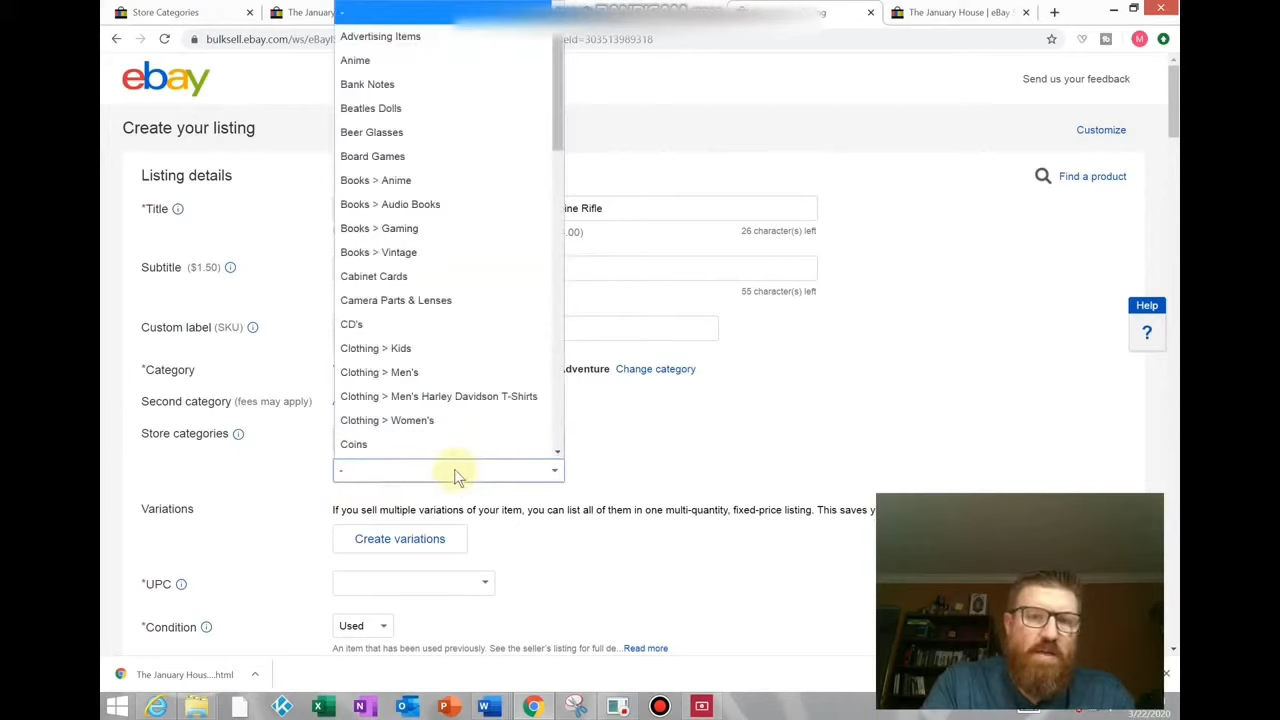 Store Categories
The January
ng
The January House | eBay S
bulksell.ebay.com/ws/eBayI
eId=303513989318
M
ebay
Send us your feedback
Create your listing
Customize
Listing details
Find a product
*Title
ine Rifle
.00)
26 character(s) left
Subtitle ($1.50)
55 character(s) left
Custom label (SKU)
*Category
Adventure Change category
Second category (fees may apply)
Store categories
-
Advertising Items
Anime
Bank Notes
Beatles Dolls
Beer Glasses
Board Games
Books > Anime
Books > Audio Books
Books > Gaming
Books > Vintage
Cabinet Cards
Camera Parts & Lenses
CD's
Clothing > Kids
Clothing > Men's
Clothing > Men's Harley Davidson T-Shirts
Clothing > Women's
Coins
-
Help
?
Variations
If you sell multiple variations of your item, you can list all of them in one multi-quantity, fixed-price listing. This saves y
Create variations
*UPC
*Condition
Used
An item that has been used previously. See the seller's listing for full de...Read more
The January Hous....html
3/22/2020